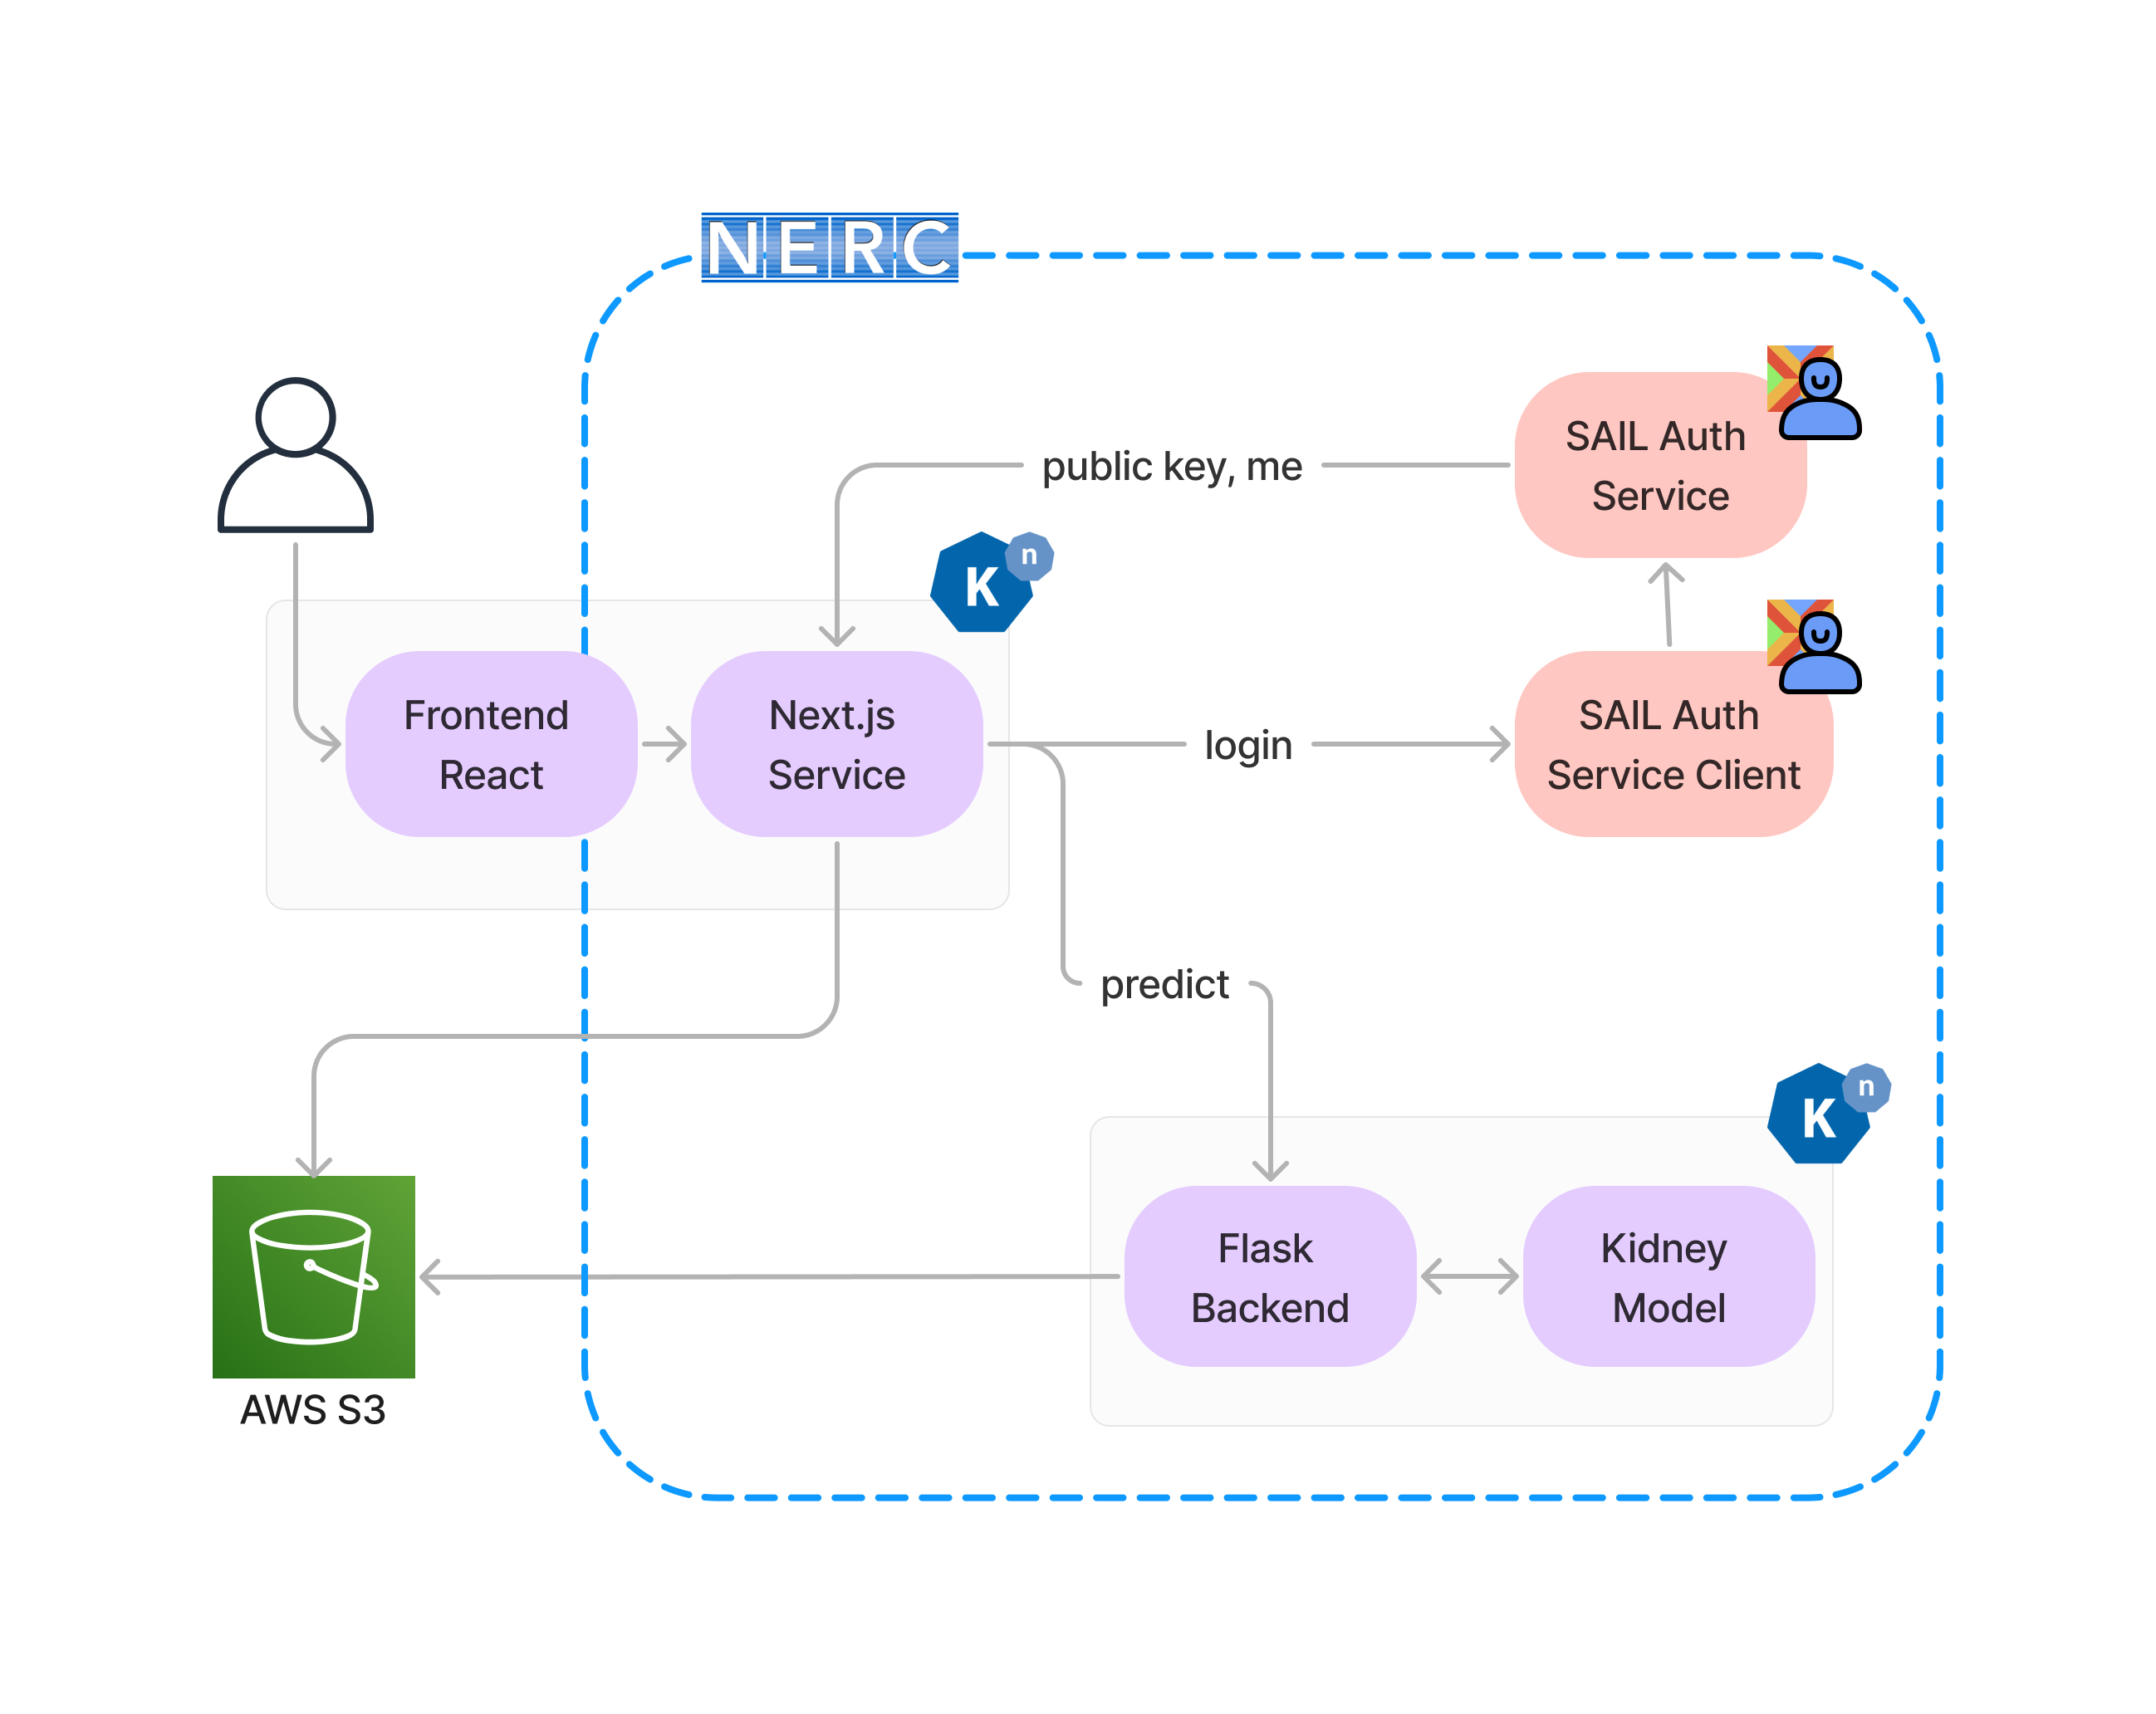 NERC
SAIL Auth
Service
public key, me
K
n
Frontend
React
Next.js
Service
login
SAIL Auth
Service Client
predict
K
n
Flask
Backend
Kidney
Model
AWS S3